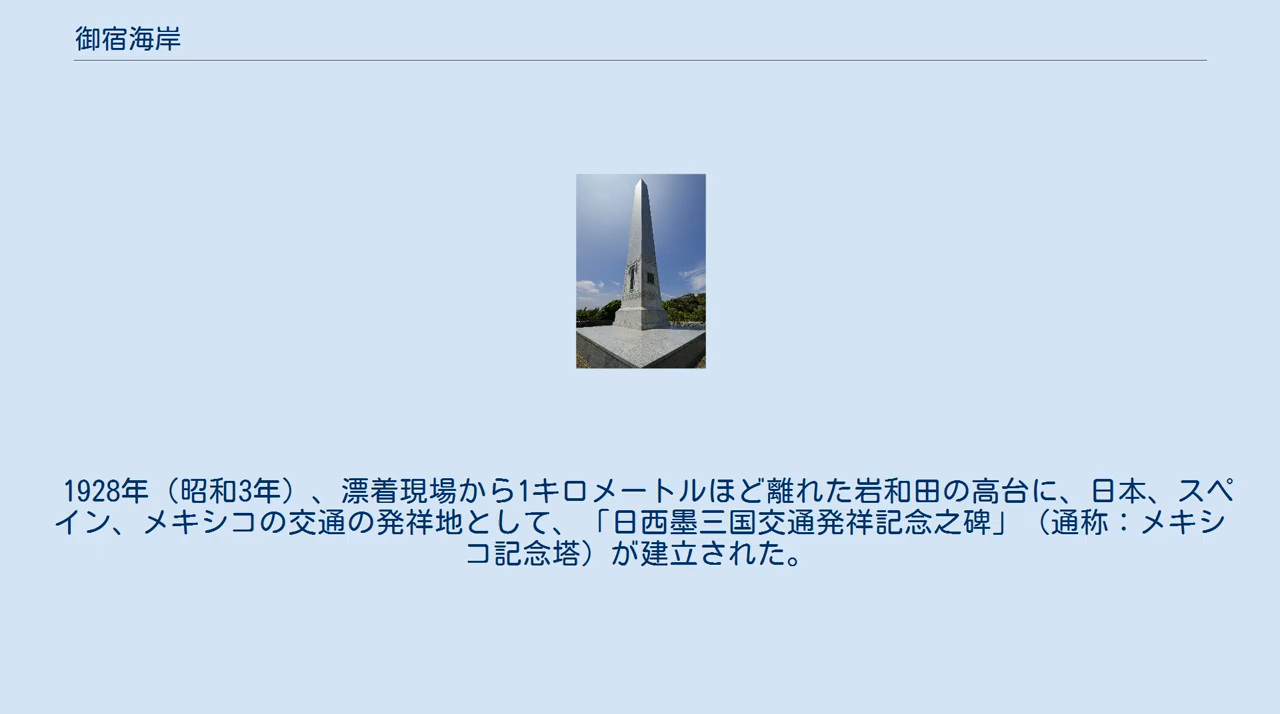 御宿海岸
1928年（昭和3年）、漂着現場から1キロメートルほど離れた岩和田の高台に、日本、スペ
イン、メキシコの交通の発祥地として、「日西墨三国交通発祥記念之碑」（通称：メキシ
コ記念塔）が建立された。